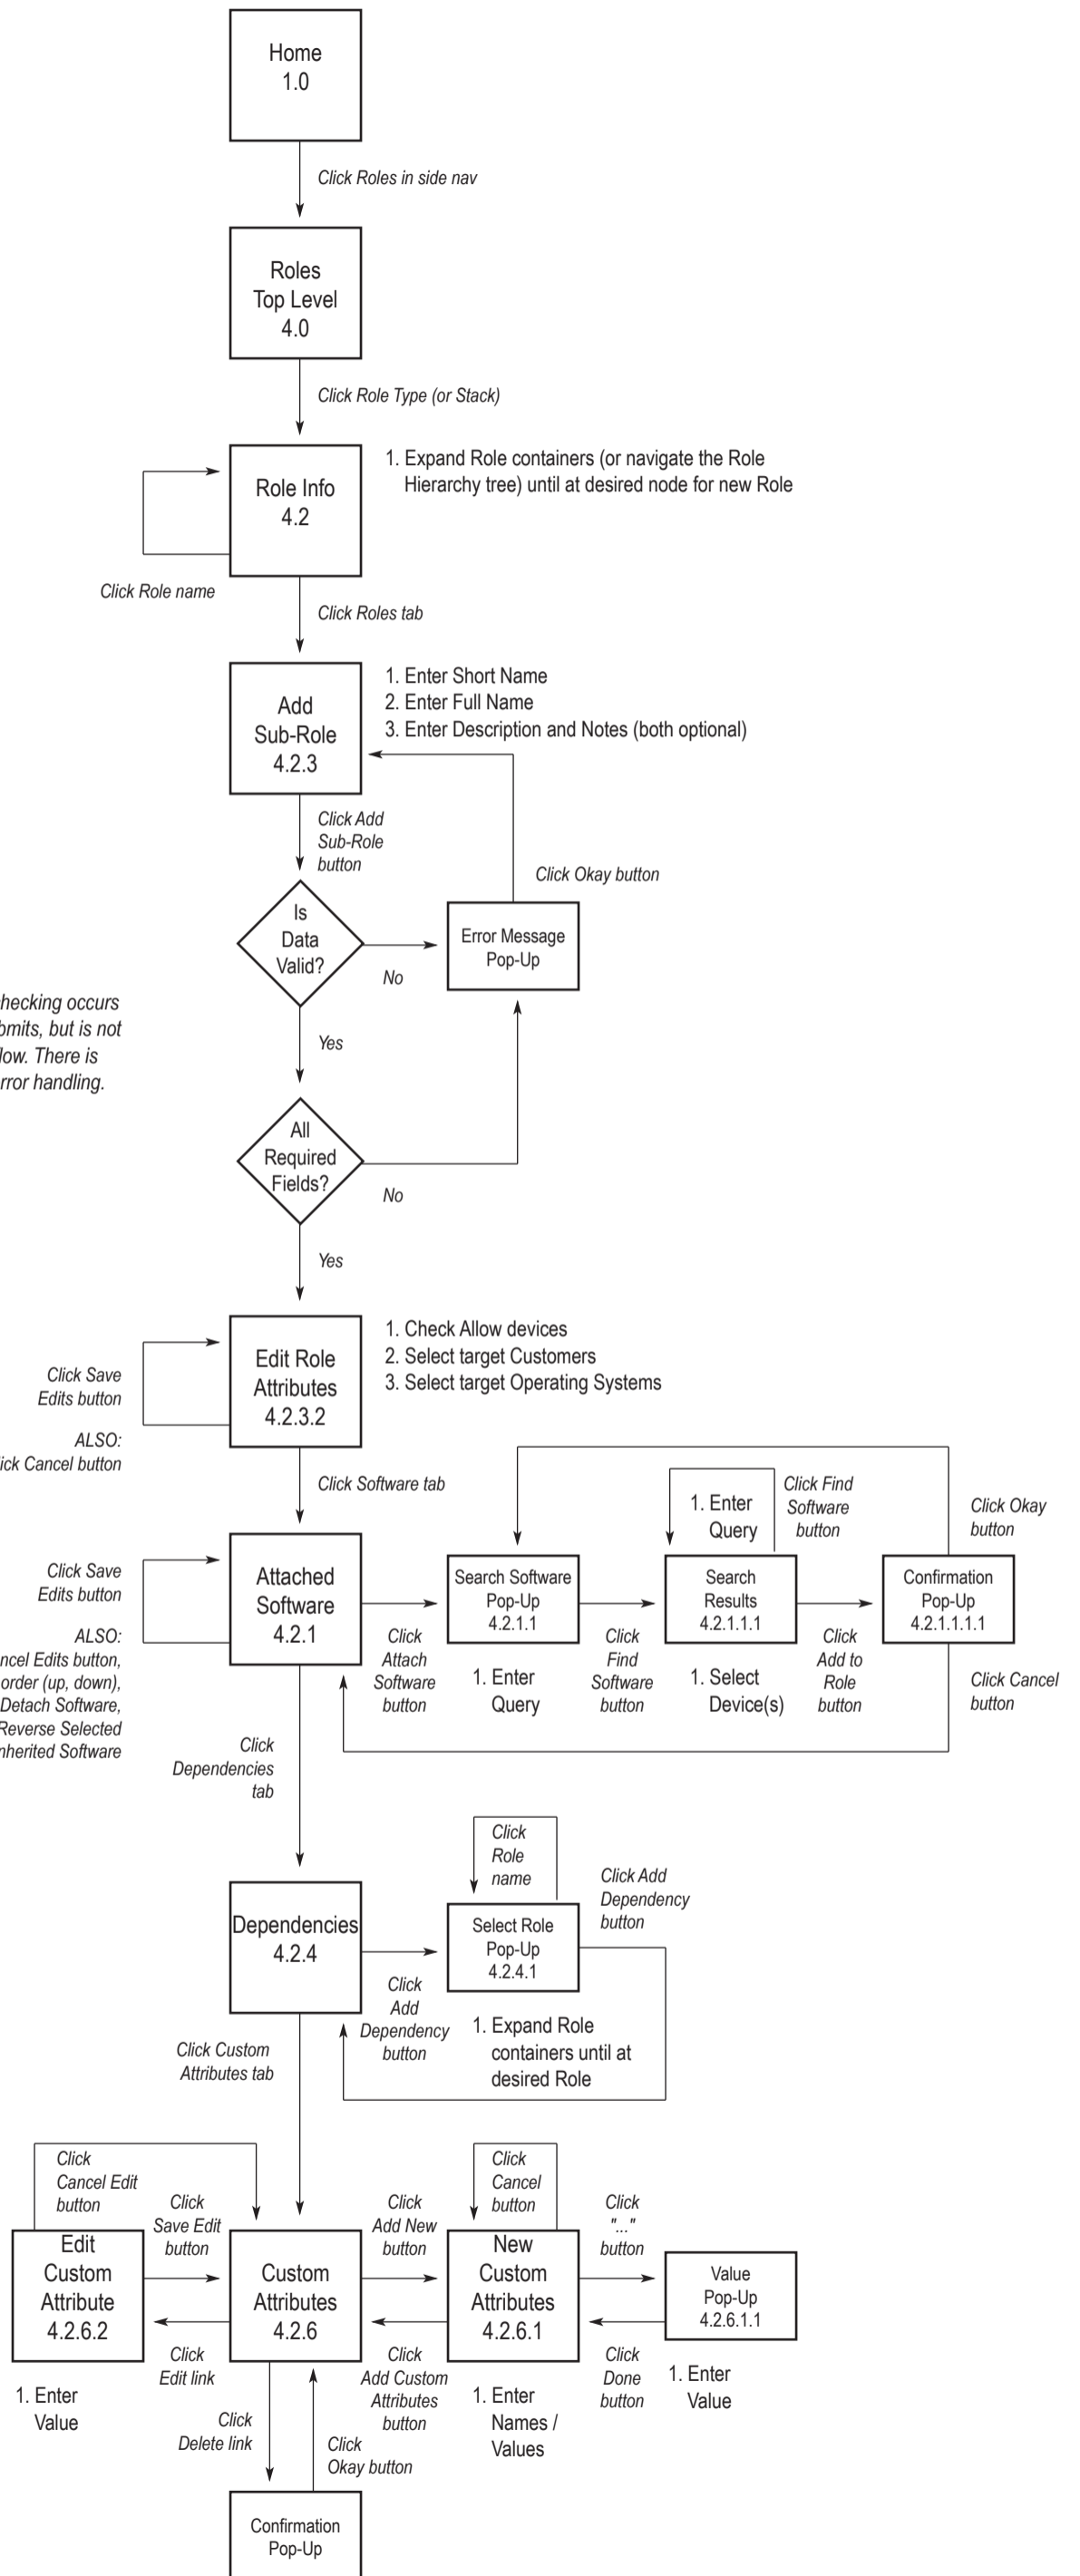 Home
1.0
Click Roles in side nav
Roles
Top Level
4.0
Click Role Type (or Stack)
Role Info
4.2
1. Expand Role containers (or navigate the Role
Hierarchy tree) until at desired node for new Role
Click Role name
Click Roles tab
Add
Sub-Role
4.2.3
1. Enter Short Name
2. Enter Full Name
3. Enter Description and Notes (both optional)
Click Add
Sub-Role
button
Click Okay button
Is
Data
Valid?
No
Error Message
Pop-Up
hecking occurs
bmits, but is not
low. There is
rror handling.
Yes
All
Required
Fields?
No
Yes
Edit Role
Attributes
4.2.3.2
1. Check Allow devices
2. Select target Customers
3. Select target Operating Systems
Click Save
Edits button
ALSO:
ick Cancel button
Click Software tab
Attached
Software
4.2.1
Click Save
Edits button
ALSO:
ncel Edits button,
order (up, down),
Detach Software,
Reverse Selected
nherited Software
Click
Attach
Software
button
Search Software
Pop-Up
4.2.1.1
1. Enter
Query
Click
Find
Software
button
1. Enter
Query
Click Find
Software
button
Search
Results
4.2.1.1.1
1. Select
Device(s)
Click
Add to
Role
button
Click Okay
button
Confirmation
Pop-Up
4.2.1.1.1.1
Click Cancel
button
Click
Dependencies
tab
Dependencies
4.2.4
Click
Add
Dependency
button
Click
Role
name
Select Role
Pop-Up
4.2.4.1
Click Add
Dependency
button
1. Expand Role
containers until at
desired Role
Click Custom
Attributes tab
Click
Cancel Edit
button
Click
Save Edit
button
Edit
Custom
Attribute
4.2.6.2
1. Enter
Value
Click
Edit link
Custom
Attributes
4.2.6
Click
Add New
button
Click
Add Custom
Attributes
button
Click
Cancel
button
New
Custom
Attributes
4.2.6.1
1. Enter
Names /
Values
Click
"..."
button
Click
Done
button
Value
Pop-Up
4.2.6.1.1
1. Enter
Value
Click
Delete link
Click
Okay button
Confirmation
Pop-Up